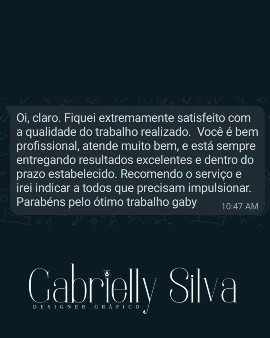 Oi, claro. Fiquei extremamente satisfeito com
a qualidade do trabalho realizado. Você é bem
profissional, atende muito bem, e está sempre
entregando resultados excelentes e dentro do
prazo estabelecido. Recomendo o serviço e
irei indicar a todos que precisam impulsionar.
Parabéns pelo ótimo trabalho gaby
10:47 AM
Gabrielly Silva
DESIGNER GRÁFICO